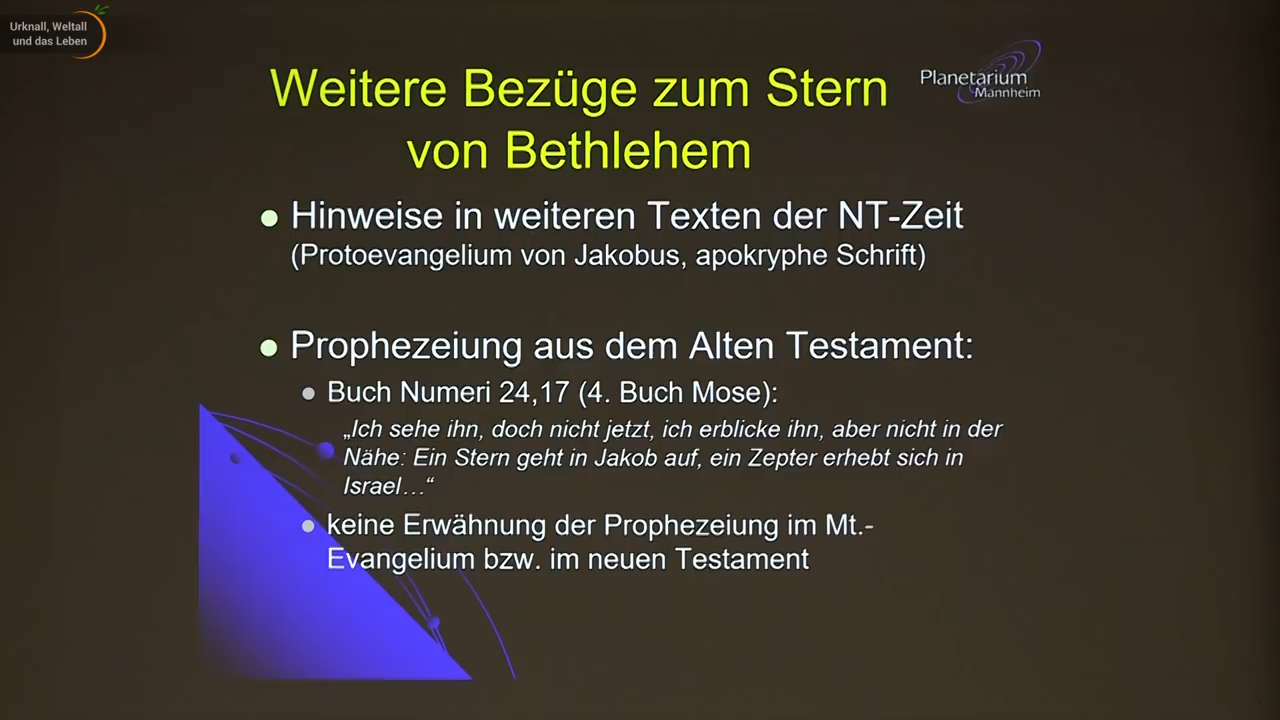 Urknall, Weltall
und das Leben
Weitere Bezüge zum Stern
von Bethlehem
Planetarium
Mannheim
Hinweise in weiteren Texten der NT-Zeit
(Protoevangelium von Jakobus, apokryphe Schrift)
Prophezeiung aus dem Alten Testament:
Buch Numeri 24,17 (4. Buch Mose):
„Ich sehe ihn, doch nicht jetzt, ich erblicke ihn, aber nicht in der
Nähe: Ein Stern geht in Jakob auf, ein Zepter erhebt sich in
Israel…“
keine Erwähnung der Prophezeiung im Mt.-
Evangelium bzw. im neuen Testament